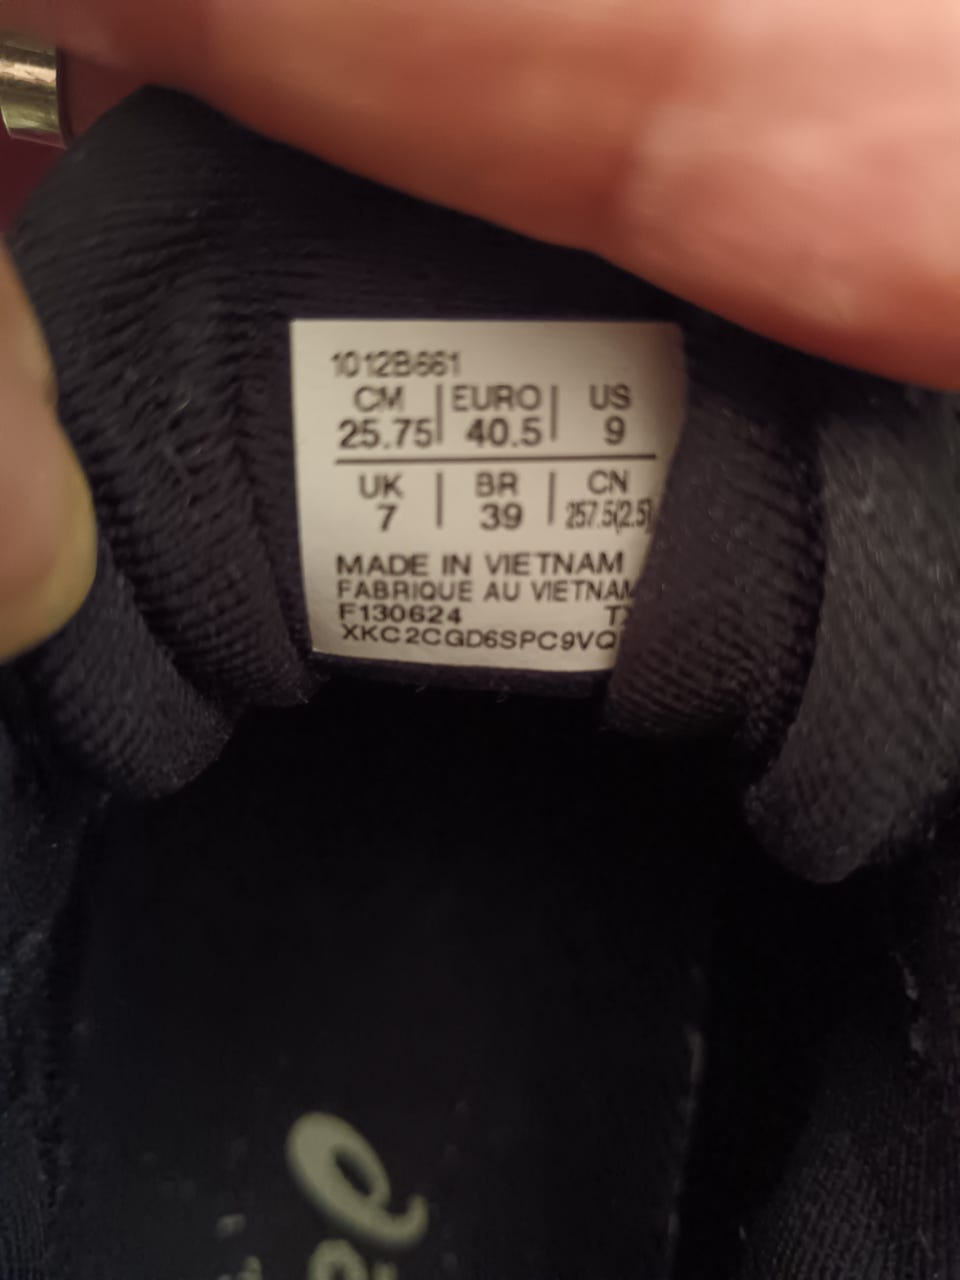 1012B661
CM | EURO | US
25.75 | 40.5 | 9
UK | BR | CN
7 | 39 | 257.5(2.5)
MADE IN VIETNAM
FABRIQUE AU VIETNAM
F130624
XKC2CGD6SPC9VQ